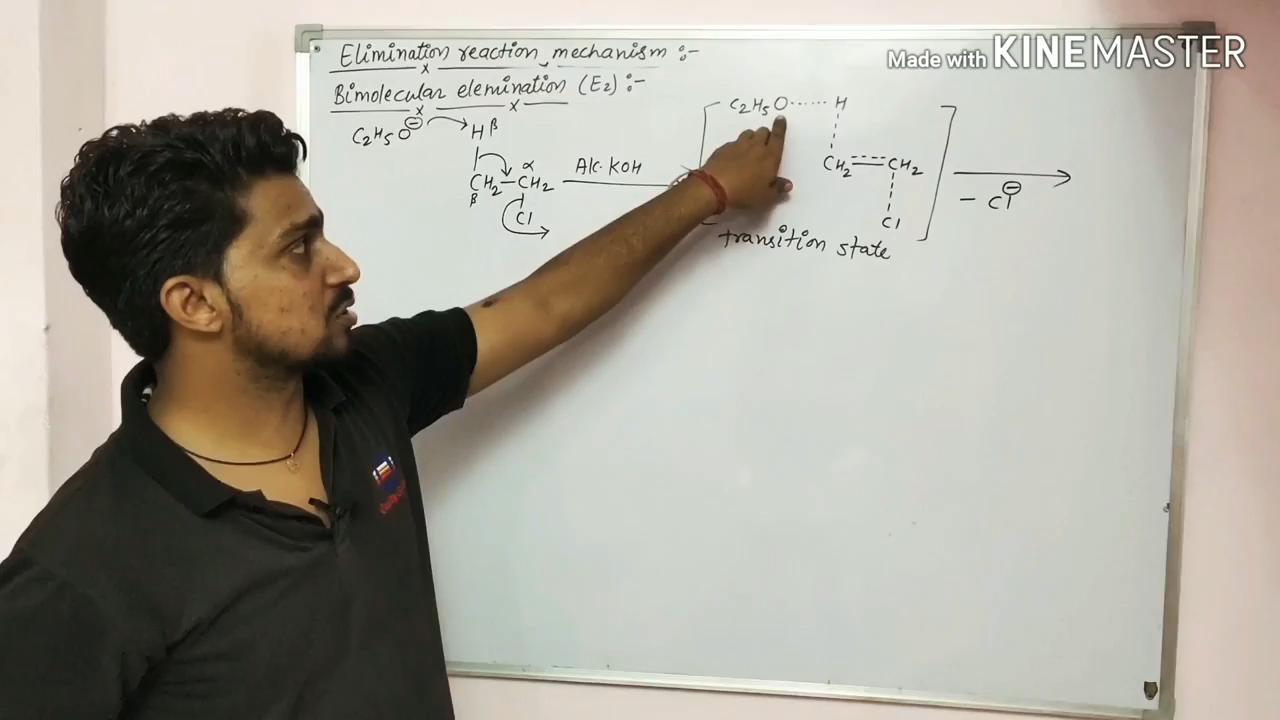 Made with KINEMASTER
Elimination reaction mechanism :-
Bimolecular elemination (E2) :-
C2H5O⊖
H β
CH2-CH2
α
β
Cl
Alc. KOH
C2H5O------H
CH2==CH2
Cl
transition state
- Cl⊖